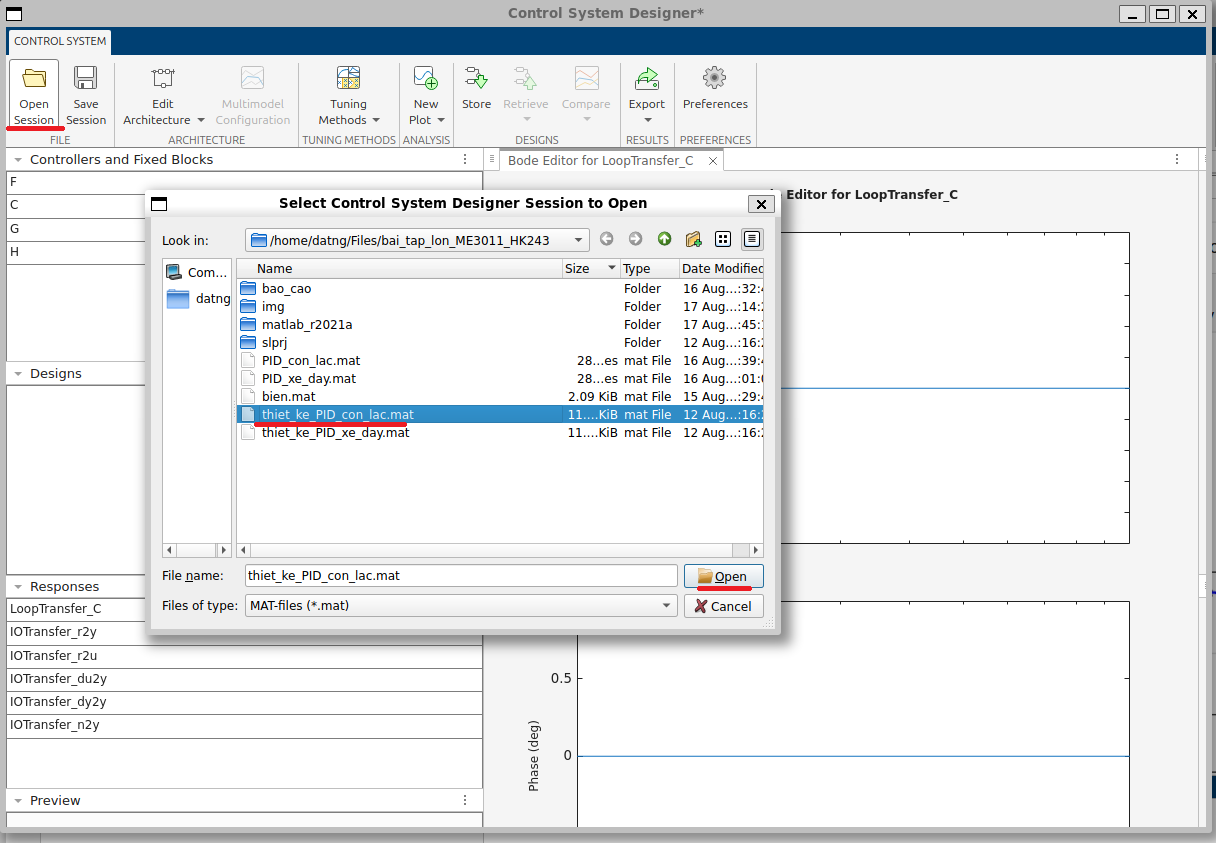 Control System Designer*
CONTROL SYSTEM
Open Session
Save Session
Edit Architecture
Multimodel Configuration
Tuning Methods
New Plot
Store
Retrieve
Compare
Export
Preferences
FILE
ARCHITECTURE
TUNING METHODS
ANALYSIS
DESIGNS
RESULTS
PREFERENCES
Controllers and Fixed Blocks
F
C
G
H
Designs
Responses
LoopTransfer_C
IOTransfer_r2y
IOTransfer_r2u
IOTransfer_du2y
IOTransfer_dy2y
IOTransfer_n2y
Preview
Bode Editor for LoopTransfer_C
Editor for LoopTransfer_C
0.5
0
Phase (deg)
Select Control System Designer Session to Open
Look in: /home/datng/Files/bai_tap_lon_ME3011_HK243
Com...
datng
Name Size Type Date Modified
bao_cao Folder 16 Aug...:32:
img Folder 17 Aug...:14:
matlab_r2021a Folder 17 Aug...:45:
slprj Folder 12 Aug...:16:
PID_con_lac.mat 28...es mat File 16 Aug...:39:
PID_xe_day.mat 28...es mat File 16 Aug...:01:
bien.mat 2.09 KiB mat File 15 Aug...:29:
thiet_ke_PID_con_lac.mat 11....KiB mat File 12 Aug...:16:
thiet_ke_PID_xe_day.mat 11....KiB mat File 12 Aug...:16:
File name: thiet_ke_PID_con_lac.mat
Open
Files of type: MAT-files (*.mat)
Cancel